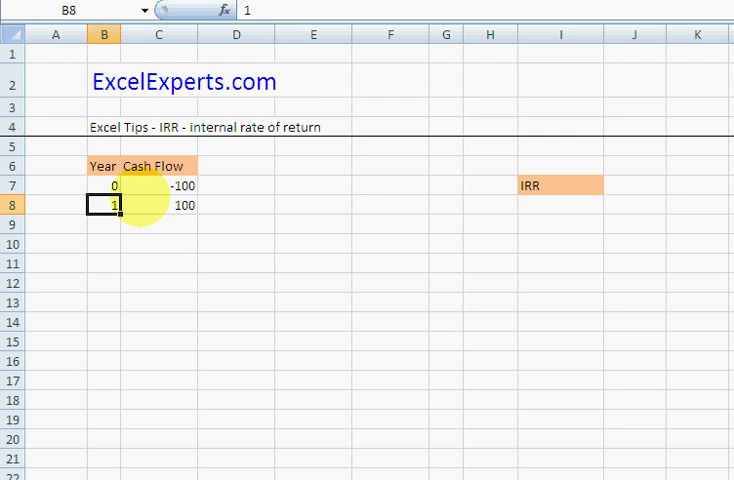 B8 fx 1
A B C D E F G H I J K
1
2 ExcelExperts.com
3
4 Excel Tips - IRR - internal rate of return
5
6 Year Cash Flow
7 0 -100 IRR
8 1 100
9
10
11
12
13
14
15
16
17
18
19
20
21
22